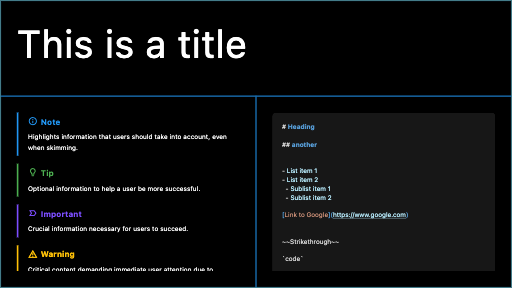 This is a title
Note
Highlights information that users should take into account, even
when skimming.
Tip
Optional information to help a user be more successful.
Important
Crucial information necessary for users to succeed.
Warning
Critical content demanding immediate user attention due to
# Heading
## another
- List item 1
- List item 2
- Sublist item 1
- Sublist item 2
[Link to Google](https://www.google.com)
~~Strikethrough~~
`code`